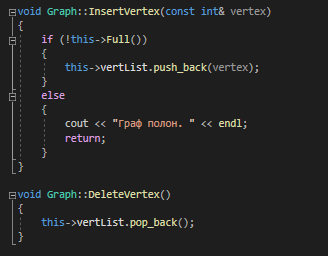 void Graph::InsertVertex(const int& vertex)
{
if (!this->Full())
{
this->vertList.push_back(vertex);
}
else
{
cout << "Граф полон. " << endl;
return;
}
}
void Graph::DeleteVertex()
{
this->vertList.pop_back();
}